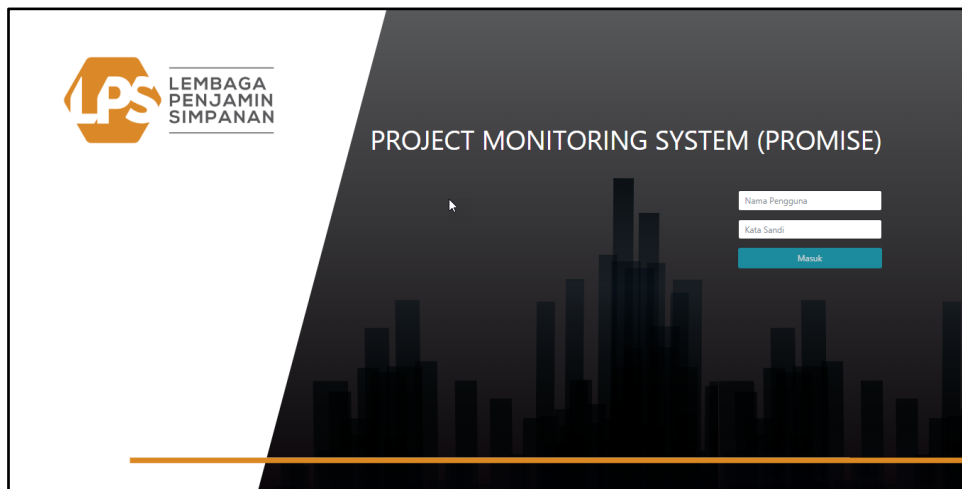 LPS
LEMBAGA
PENJAMIN
SIMPANAN
PROJECT MONITORING SYSTEM (PROMISE)
Nama Pengguna
Kata Sandi
Masuk